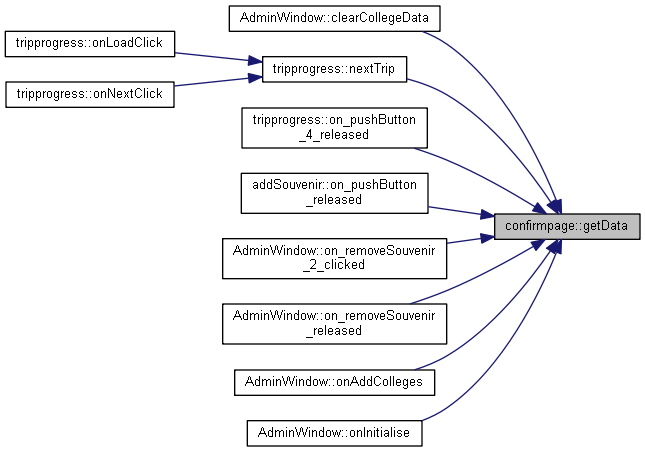 AdminWindow::clearCollegeData
tripprogress::onLoadClick
tripprogress::nextTrip
tripprogress::onNextClick
tripprogress::on_pushButton
_4_released
addSouvenir::on_pushButton
_released
confirmpage::getData
AdminWindow::on_removeSouvenir
_2_clicked
AdminWindow::on_removeSouvenir
_released
AdminWindow::onAddColleges
AdminWindow::onInitialise